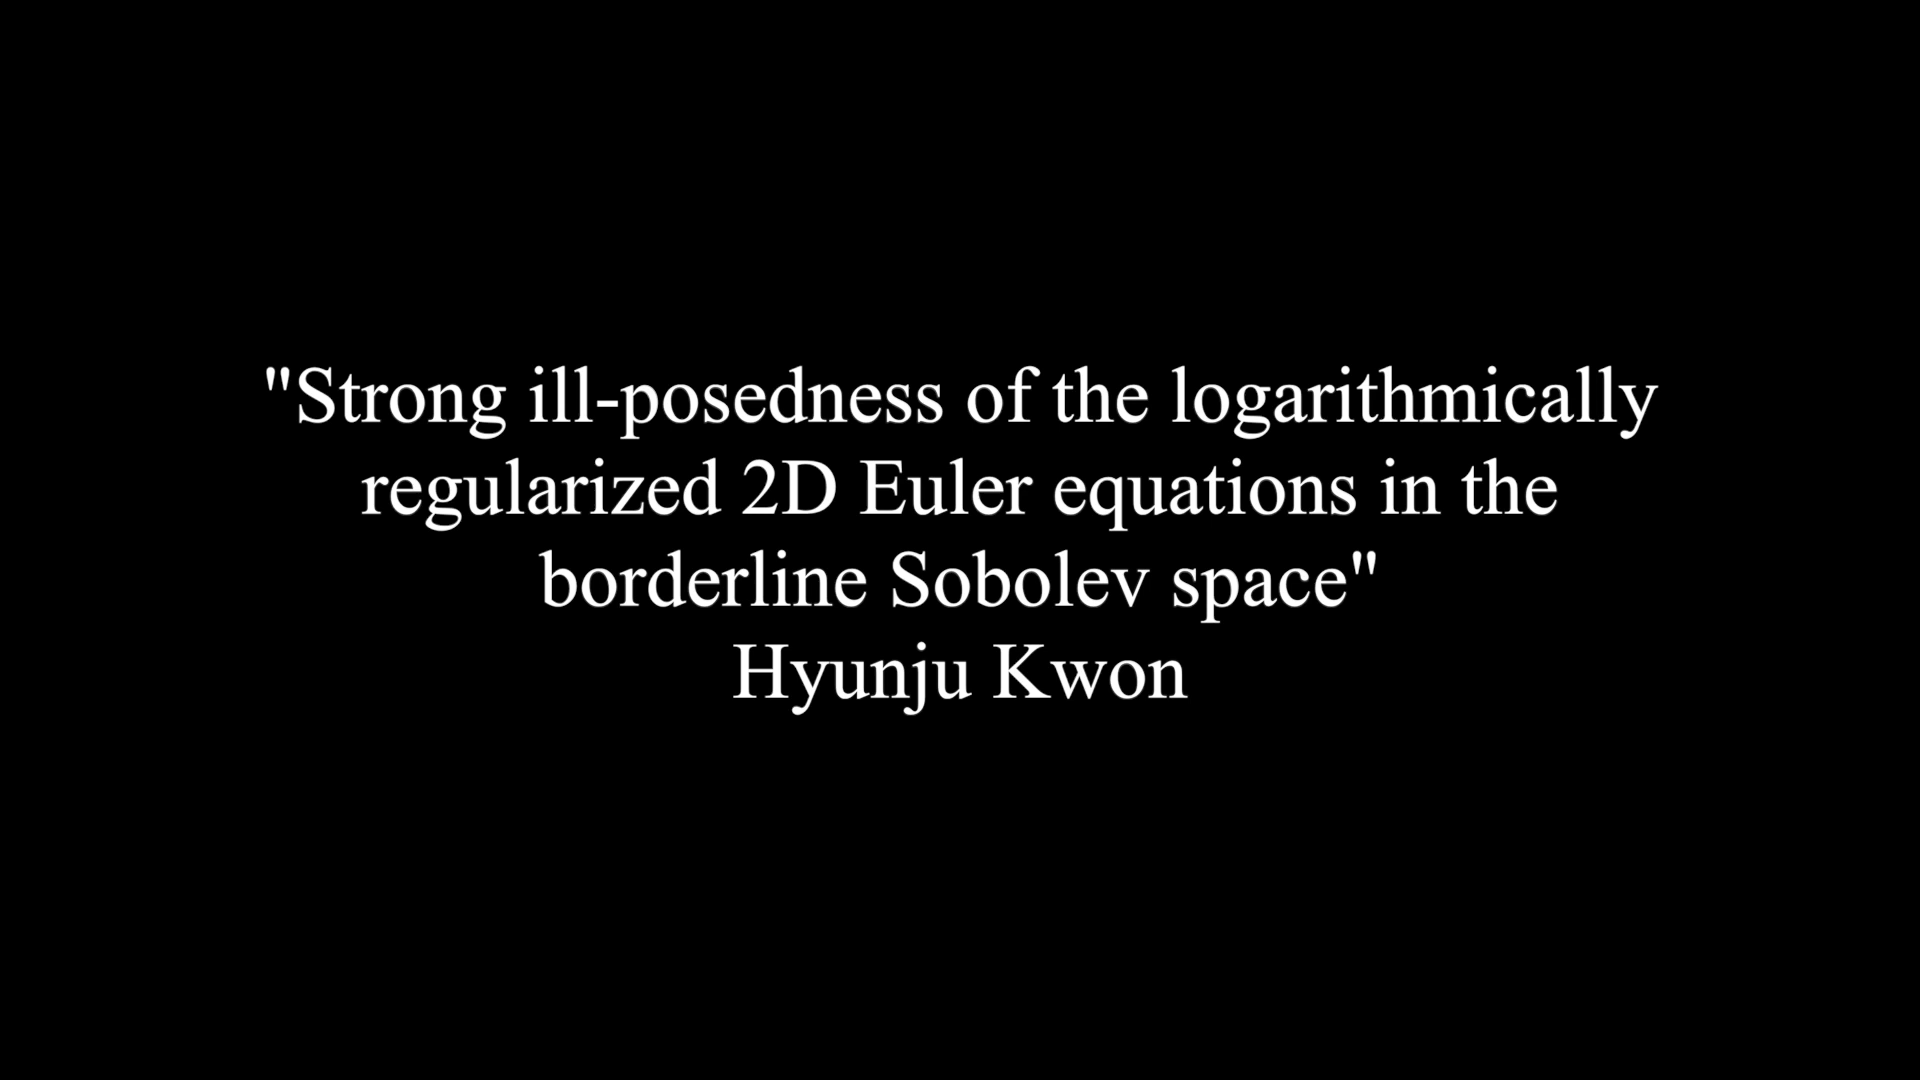 "Strong ill-posedness of the logarithmically
regularized 2D Euler equations in the
borderline Sobolev space"
Hyunju Kwon